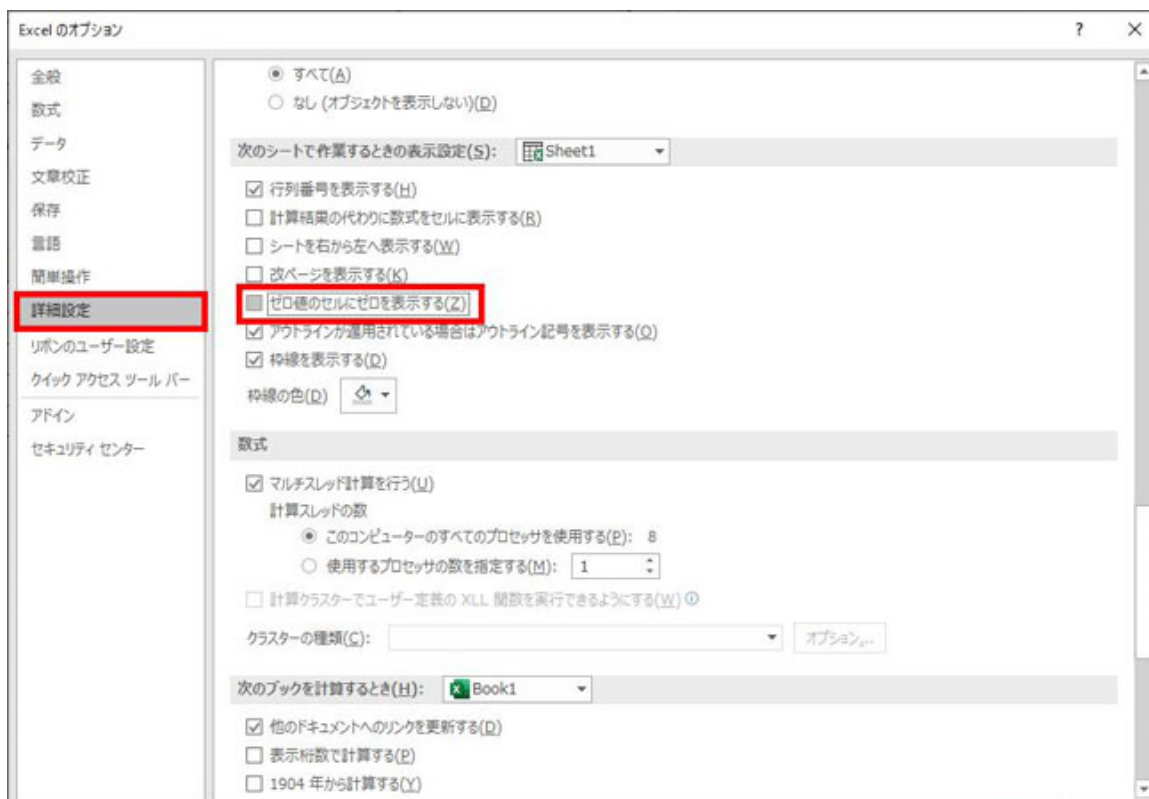 Excel のオプション
?
×
全般
数式
データ
文章校正
保存
言語
簡単操作
詳細設定
リボンのユーザー設定
クイック アクセス ツール バー
アドイン
セキュリティ センター
すべて(A)
なし (オブジェクトを表示しない)(D)
次のシートで作業するときの表示設定(S): Sheet1
行列番号を表示する(H)
計算結果の代わりに数式をセルに表示する(R)
シートを右から左へ表示する(W)
改ページを表示する(K)
ゼロ値のセルにゼロを表示する(Z)
アウトラインが適用されている場合はアウトライン記号を表示する(O)
枠線を表示する(D)
枠線の色(D)
数式
マルチスレッド計算を行う(U)
計算スレッドの数
このコンピューターのすべてのプロセッサを使用する(P): 8
使用するプロセッサの数を指定する(M): 1
計算クラスターでユーザー定義の XLL 関数を実行できるようにする(W)
クラスターの種類(C): オプション...
次のブックを計算するとき(H): Book1
他のドキュメントへのリンクを更新する(D)
表示桁数で計算する(P)
1904 年から計算する(Y)